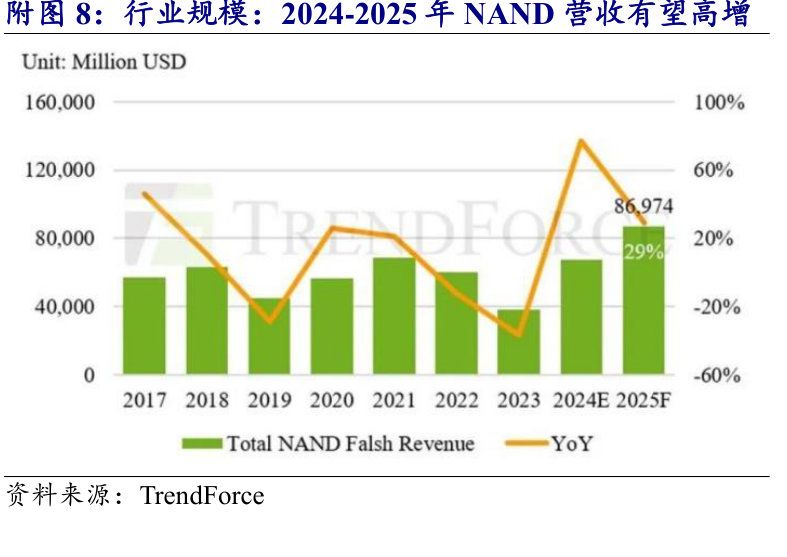 附图 8：行业规模：2024-2025 年 NAND 营收有望高增
Unit: Million USD
160,000
120,000
80,000
40,000
0
100%
60%
20%
-20%
-60%
TRENDFORCE
86,974
29%
2017 2018 2019 2020 2021 2022 2023 2024E 2025F
Total NAND Falsh Revenue YoY
资料来源：TrendForce